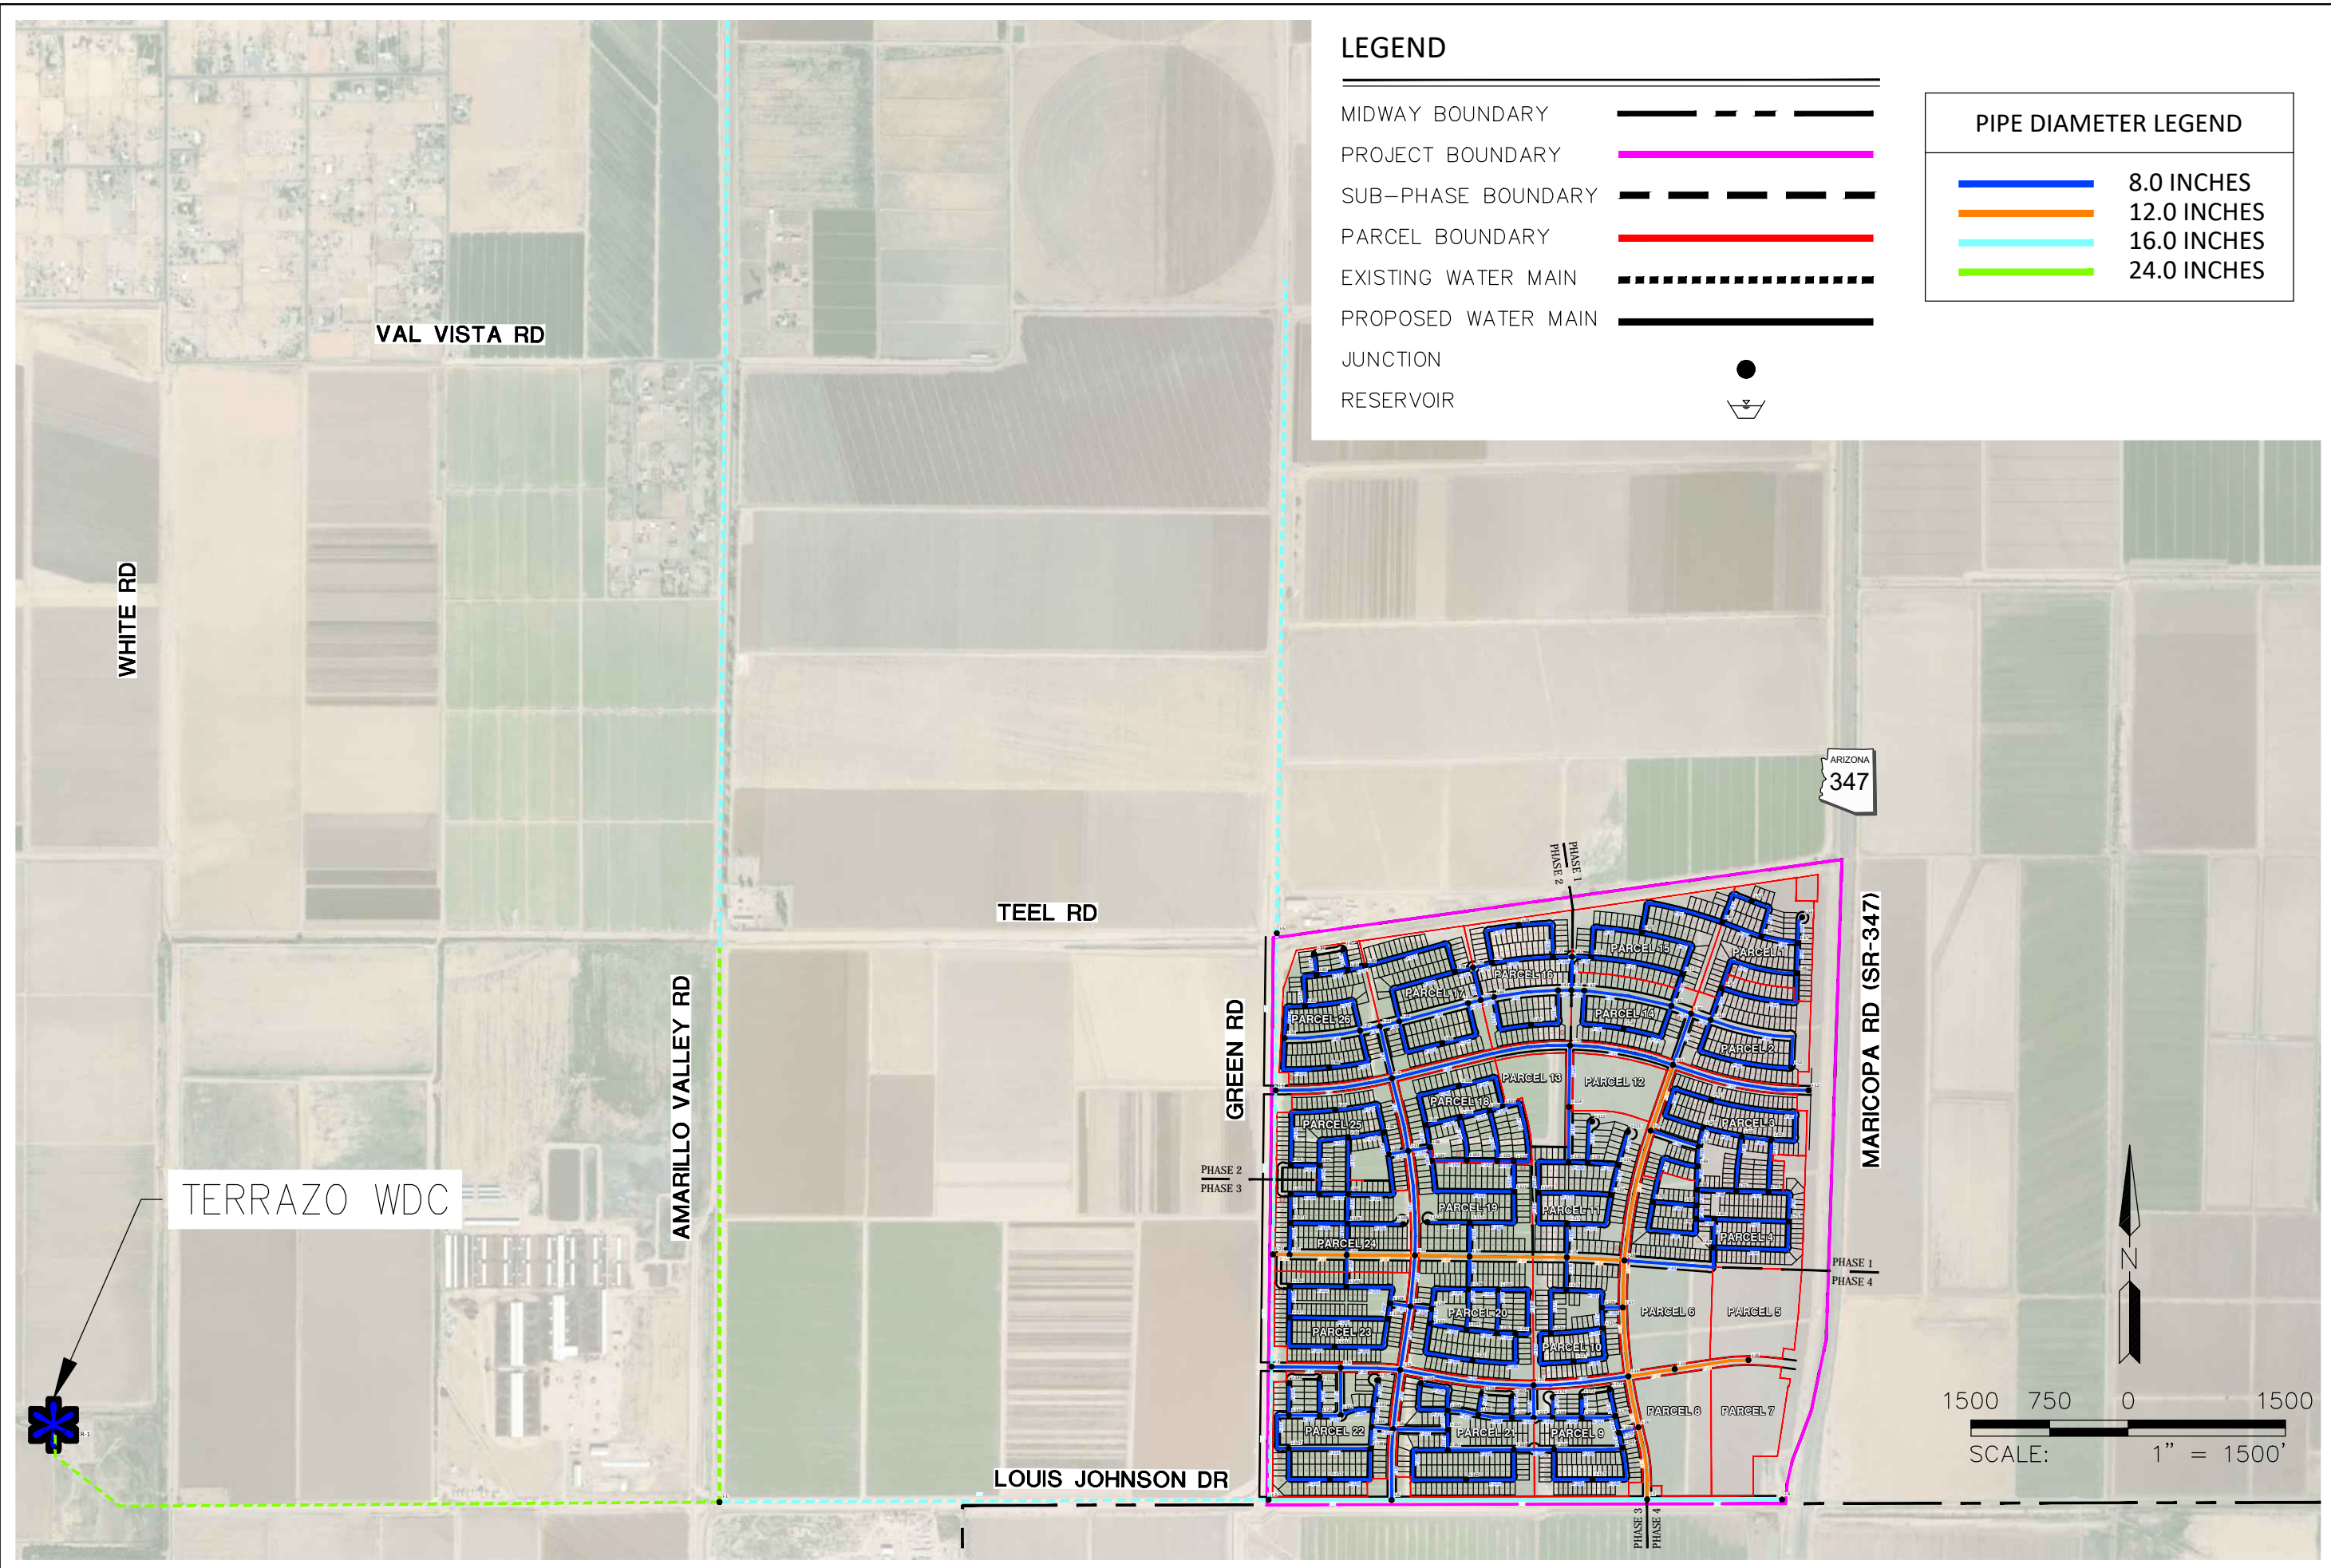 LEGEND
MIDWAY BOUNDARY
PROJECT BOUNDARY
SUB-PHASE BOUNDARY
PARCEL BOUNDARY
EXISTING WATER MAIN
PROPOSED WATER MAIN
JUNCTION
RESERVOIR
PIPE DIAMETER LEGEND
8.0 INCHES
12.0 INCHES
16.0 INCHES
24.0 INCHES
VAL VISTA RD
WHITE RD
ARIZONA
347
TEEL RD
AMARILLO VALLEY RD
GREEN RD
MARICOPA RD (SR-347)
LOUIS JOHNSON DR
TERRAZO WDC
R-1
PHASE 2
PHASE 1
PHASE 2
PHASE 3
PHASE 1
PHASE 4
PHASE 3
PHASE 4
PARCEL 15
PARCEL 1
PARCEL 16
PARCEL 17
PARCEL 26
PARCEL 14
PARCEL 2
PARCEL 13
PARCEL 12
PARCEL 18
PARCEL 25
PARCEL 3
PARCEL 19
PARCEL 11
PARCEL 24
PARCEL 4
PARCEL 20
PARCEL 6
PARCEL 5
PARCEL 23
PARCEL 10
PARCEL 8
PARCEL 7
PARCEL 22
PARCEL 21
PARCEL 9
N
1500 750 0 1500
SCALE: 1" = 1500'